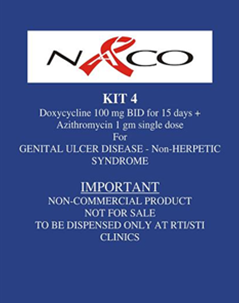 NACO
KIT 4
Doxycycline 100 mg BID for 15 days +
Azithromycin 1 gm single dose
For
GENITAL ULCER DISEASE - Non-HERPETIC
SYNDROME
IMPORTANT
NON-COMMERCIAL PRODUCT
NOT FOR SALE
TO BE DISPENSED ONLY AT RTI/STI
CLINICS